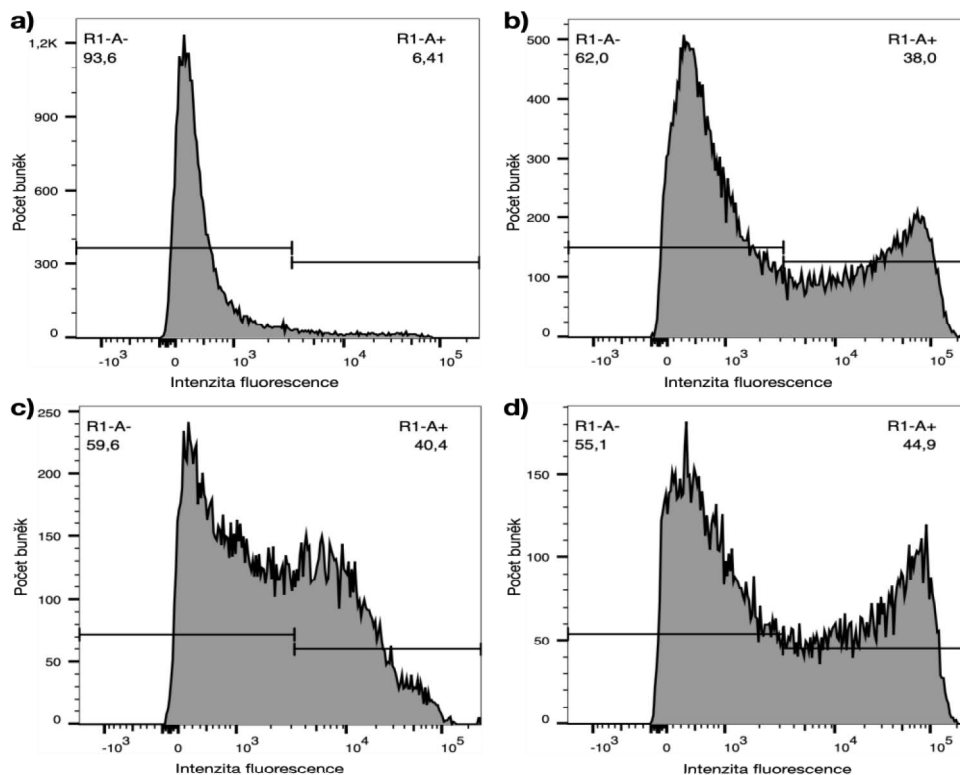 a)
R1-A-
93,6
R1-A+
6,41
1,2K
900
600
300
0
Počet buněk
-10³
0
10³
10⁴
10⁵
Intenzita fluorescence
b)
R1-A-
62,0
R1-A+
38,0
500
400
300
200
100
0
Počet buněk
-10³
0
10³
10⁴
10⁵
Intenzita fluorescence
c)
R1-A-
59,6
R1-A+
40,4
250
200
150
100
50
0
Počet buněk
-10³
0
10³
10⁴
10⁵
Intenzita fluorescence
d)
R1-A-
55,1
R1-A+
44,9
150
100
50
0
Počet buněk
-10³
0
10³
10⁴
10⁵
Intenzita fluorescence